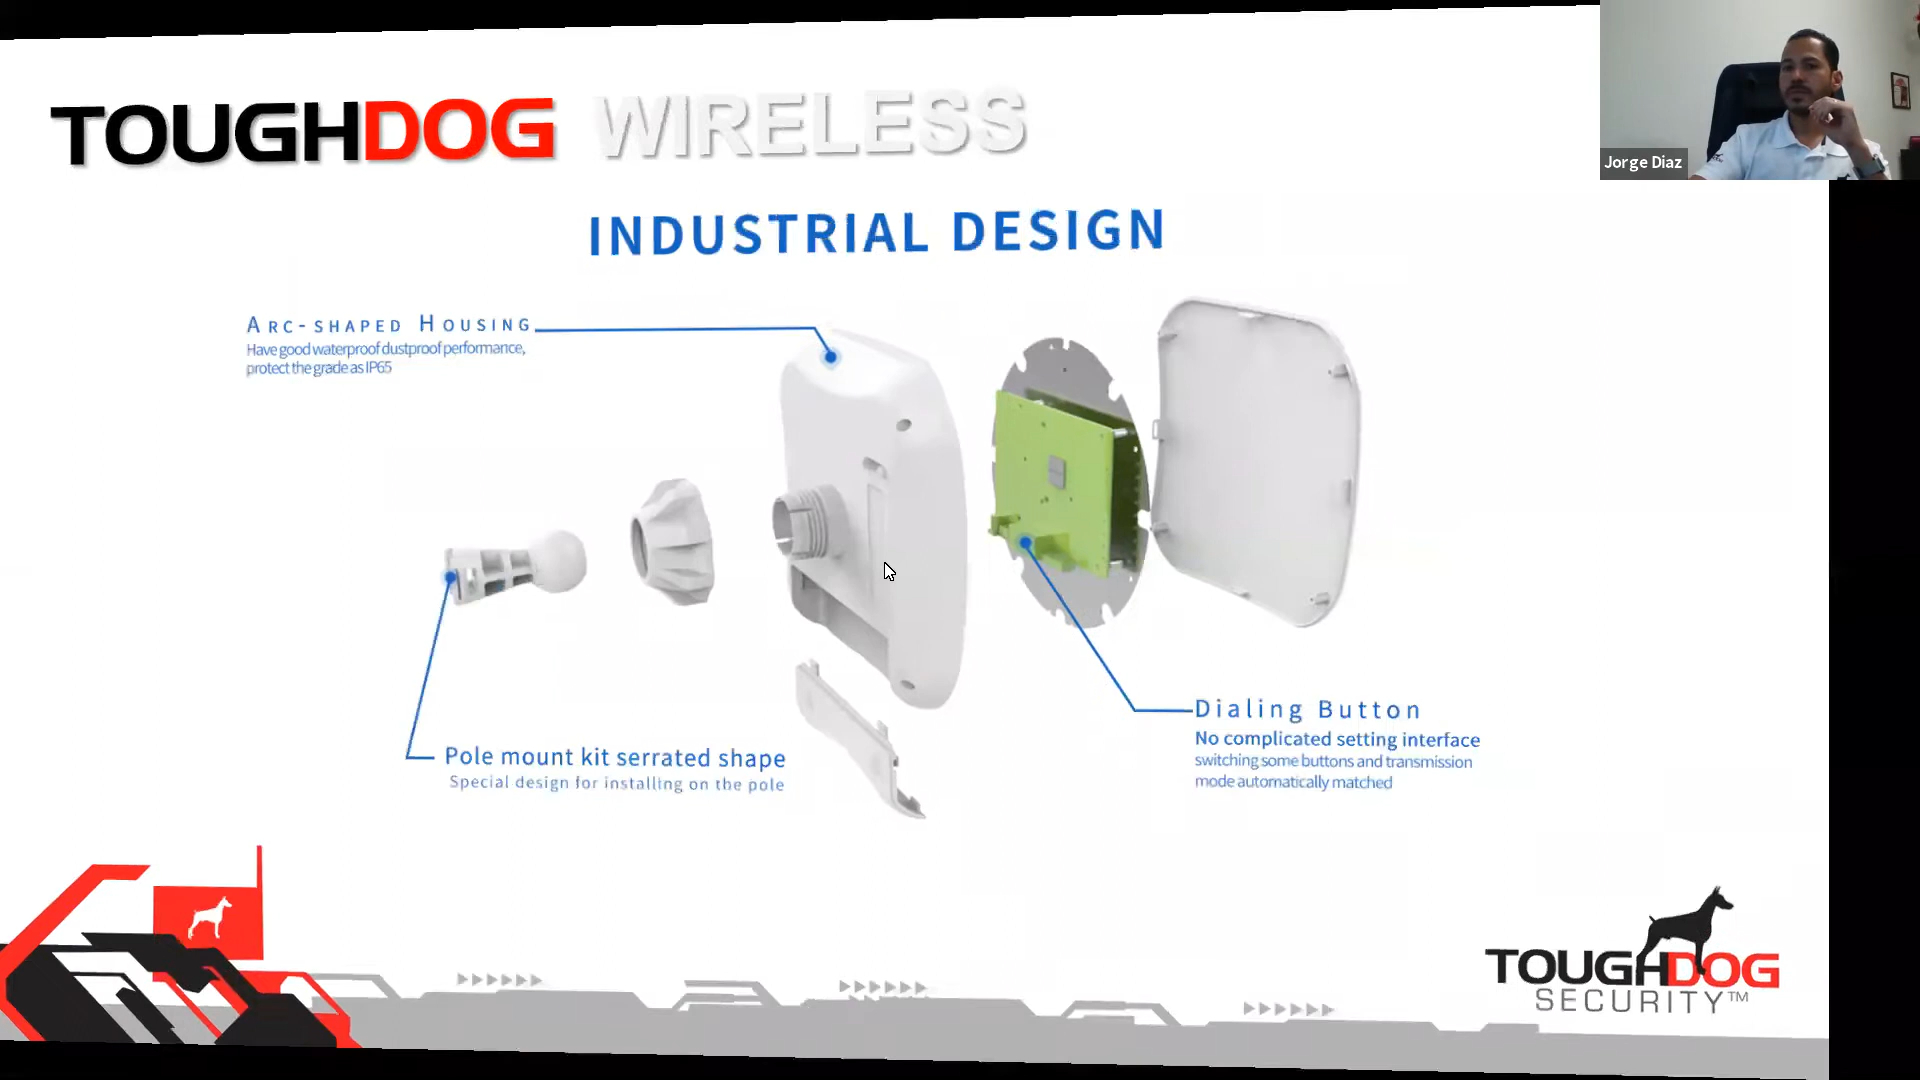 TOUGHDOG WIRELESS
Jorge Diaz
INDUSTRIAL DESIGN
ARC-SHAPED HOUSING
Have good waterproof dustproof performance,
protect the grade as IP65
Pole mount kit serrated shape
Special design for installing on the pole
Dialing Button
No complicated setting interface
switching some buttons and transmission
mode automatically matched
TOUGHDOG
SECURITY™